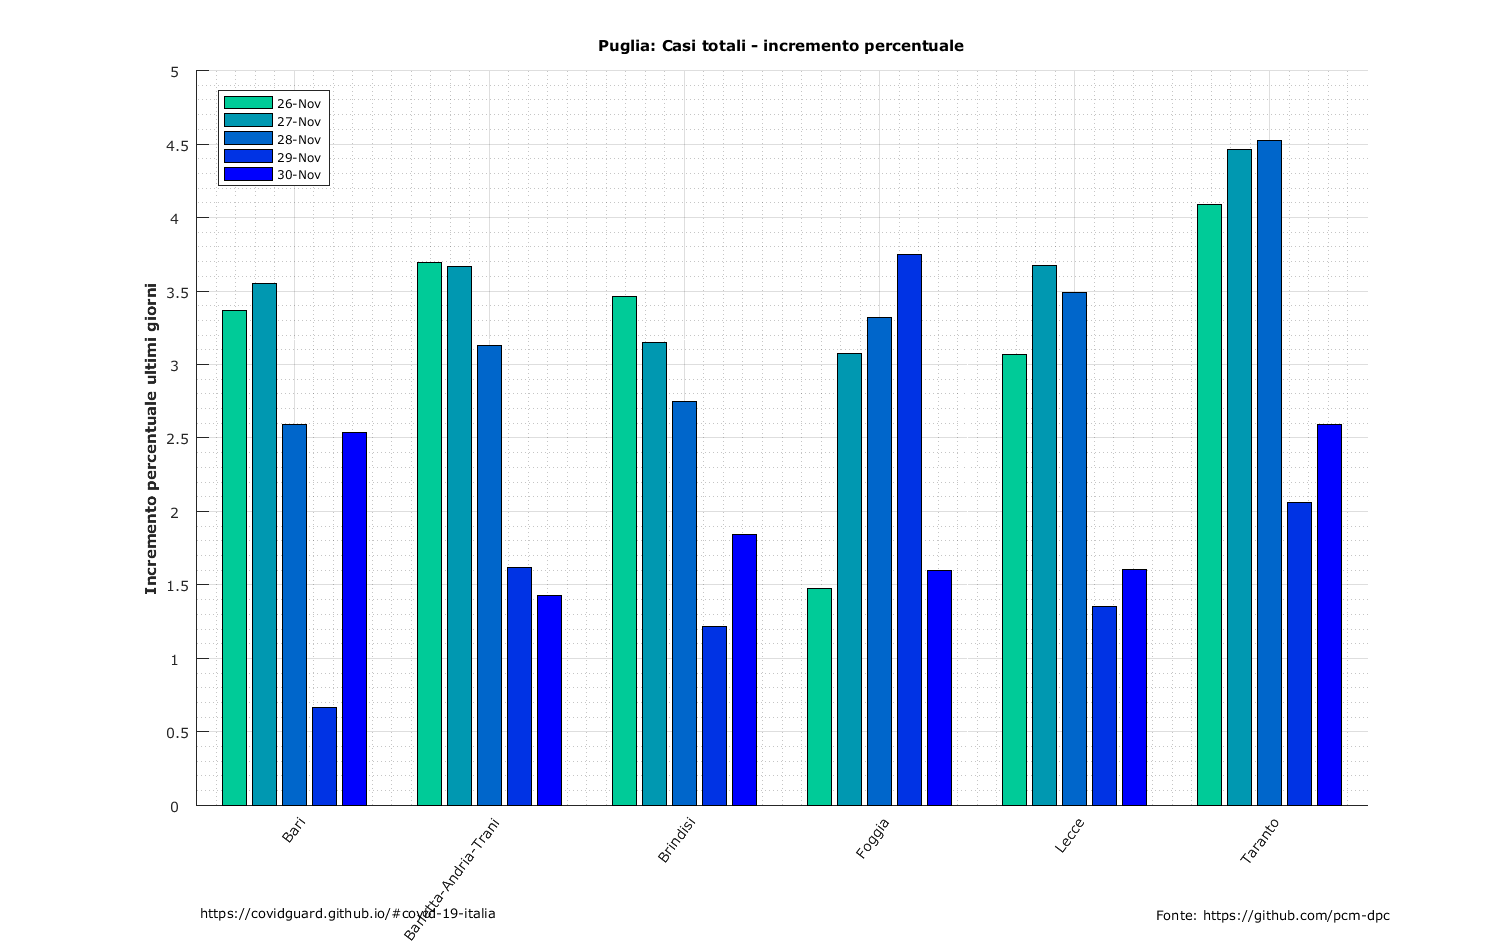 Puglia: Casi totali - incremento percentuale
5
4.5
4
3.5
3
2.5
2
1.5
1
0.5
0
Incremento percentuale ultimi giorni
26-Nov
27-Nov
28-Nov
29-Nov
30-Nov
Bari
Barletta-Andria-Trani
Brindisi
Foggia
Lecce
Taranto
https://covidguard.github.io/#covid-19-italia
Fonte: https://github.com/pcm-dpc